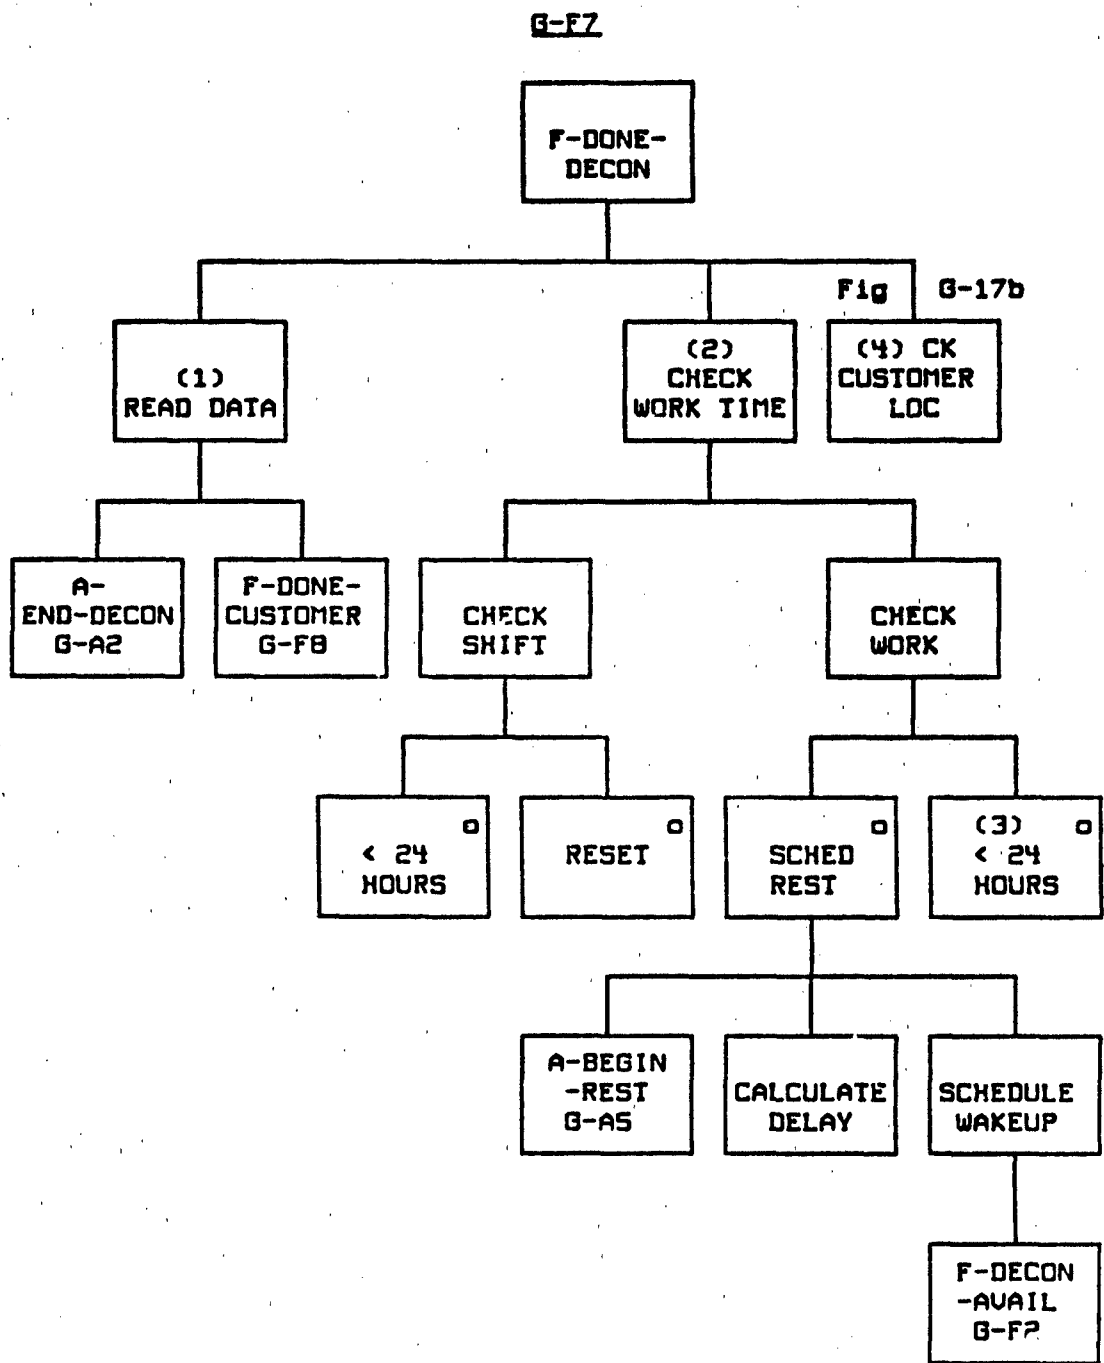 G-F7
F-DONE-
DECON
Fig G-17b
(1)
READ DATA
(2)
CHECK
WORK TIME
(4) CK
CUSTOMER
LOC
A-
END-DECON
G-A2
F-DONE-
CUSTOMER
G-F8
CHECK
SHIFT
CHECK
WORK
< 24
HOURS
RESET
SCHED
REST
(3)
< 24
HOURS
A-BEGIN
-REST
G-A5
CALCULATE
DELAY
SCHEDULE
WAKEUP
F-DECON
-AVAIL
G-F2